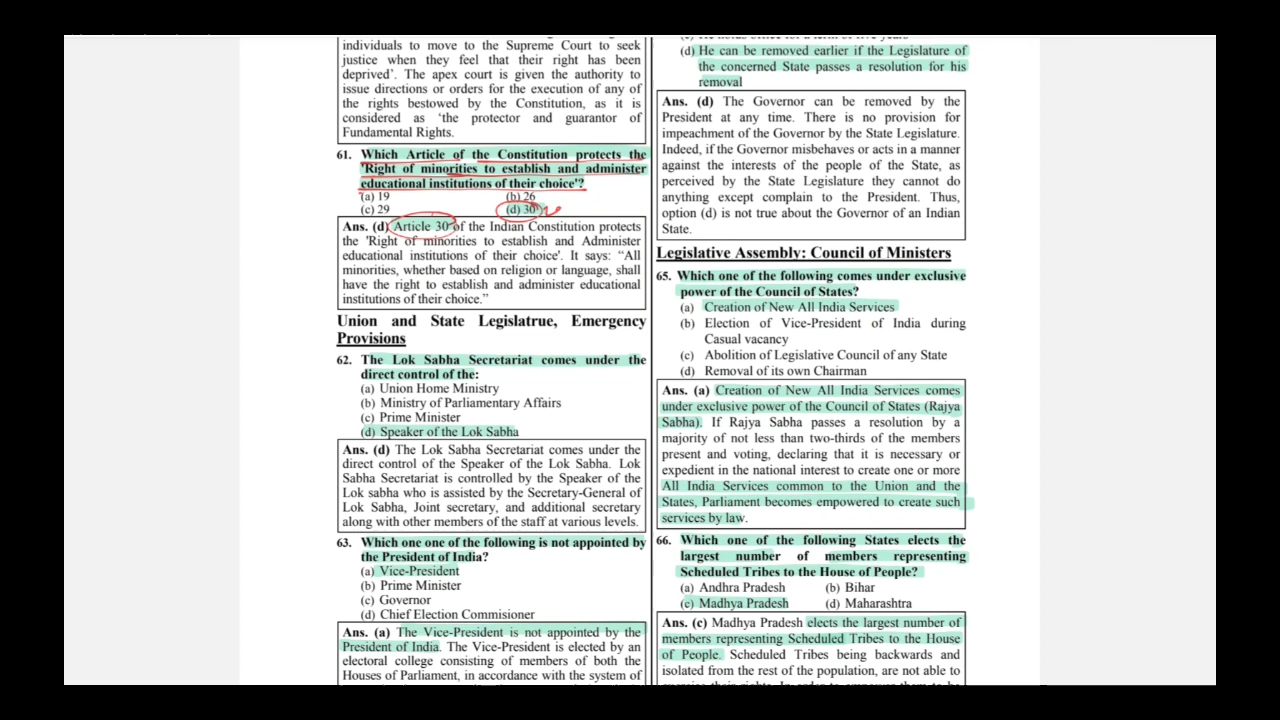 individuals to move to the Supreme Court to seek
justice when they feel that their right has been
deprived'. The apex court is given the authority to
issue directions or orders for the execution of any of
the rights bestowed by the Constitution, as it is
considered as 'the protector and guarantor of
Fundamental Rights.
61. Which Article of the Constitution protects the
'Right of minorities to establish and administer
educational institutions of their choice'?
(a) 19 (b) 26
(c) 29 (d) 30
Ans. (d) Article 30 of the Indian Constitution protects
the 'Right of minorities to establish and Administer
educational institutions of their choice'. It says: “All
minorities, whether based on religion or language, shall
have the right to establish and administer educational
institutions of their choice.”
Union and State Legislatrue, Emergency
Provisions
62. The Lok Sabha Secretariat comes under the
direct control of the:
(a) Union Home Ministry
(b) Ministry of Parliamentary Affairs
(c) Prime Minister
(d) Speaker of the Lok Sabha
Ans. (d) The Lok Sabha Secretariat comes under the
direct control of the Speaker of the Lok Sabha. Lok
Sabha Secretariat is controlled by the Speaker of the
Lok sabha who is assisted by the Secretary-General of
Lok Sabha, Joint secretary, and additional secretary
along with other members of the staff at various levels.
63. Which one one of the following is not appointed by
the President of India?
(a) Vice-President
(b) Prime Minister
(c) Governor
(d) Chief Election Commisioner
Ans. (a) The Vice-President is not appointed by the
President of India. The Vice-President is elected by an
electoral college consisting of members of both the
Houses of Parliament, in accordance with the system of
(d) He can be removed earlier if the Legislature of
the concerned State passes a resolution for his
removal
Ans. (d) The Governor can be removed by the
President at any time. There is no provision for
impeachment of the Governor by the State Legislature.
Indeed, if the Governor misbehaves or acts in a manner
against the interests of the people of the State, as
perceived by the State Legislature they cannot do
anything except complain to the President. Thus,
option (d) is not true about the Governor of an Indian
State.
Legislative Assembly: Council of Ministers
65. Which one of the following comes under exclusive
power of the Council of States?
(a) Creation of New All India Services
(b) Election of Vice-President of India during
Casual vacancy
(c) Abolition of Legislative Council of any State
(d) Removal of its own Chairman
Ans. (a) Creation of New All India Services comes
under exclusive power of the Council of States (Rajya
Sabha). If Rajya Sabha passes a resolution by a
majority of not less than two-thirds of the members
present and voting, declaring that it is necessary or
expedient in the national interest to create one or more
All India Services common to the Union and the
States, Parliament becomes empowered to create such
services by law.
66. Which one of the following States elects the
largest number of members representing
Scheduled Tribes to the House of People?
(a) Andhra Pradesh (b) Bihar
(c) Madhya Pradesh (d) Maharashtra
Ans. (c) Madhya Pradesh elects the largest number of
members representing Scheduled Tribes to the House
of People. Scheduled Tribes being backwards and
isolated from the rest of the population, are not able to